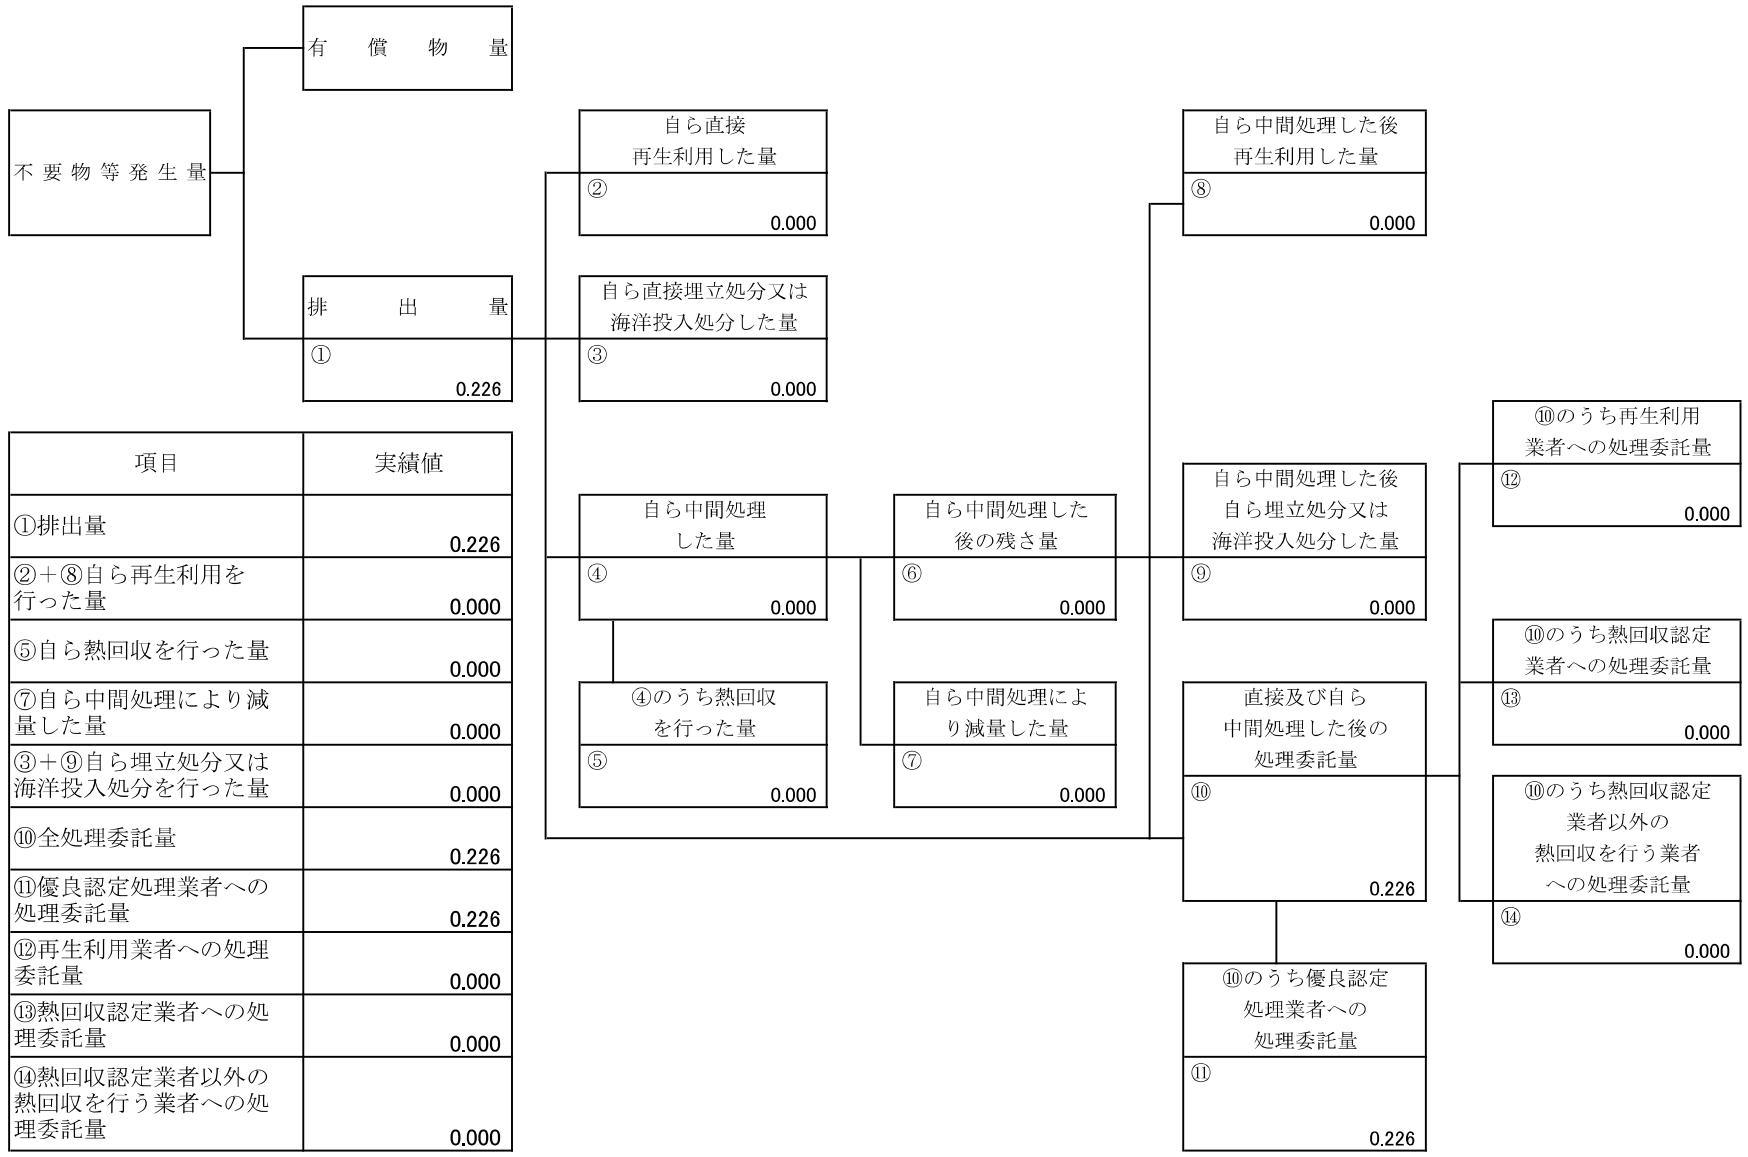 有償物量
不要物等発生量
排出量
①
0.226
自ら直接
再生利用した量
②
0.000
自ら直接埋立処分又は
海洋投入処分した量
③
0.000
自ら中間処理
した量
④
0.000
④のうち熱回収
を行った量
⑤
0.000
自ら中間処理した
後の残さ量
⑥
0.000
自ら中間処理によ
り減量した量
⑦
0.000
自ら中間処理した後
再生利用した量
⑧
0.000
自ら中間処理した後
自ら埋立処分又は
海洋投入処分した量
⑨
0.000
直接及び自ら
中間処理した後の
処理委託量
⑩
0.226
⑩のうち優良認定
処理業者への
処理委託量
⑪
0.226
⑩のうち再生利用
業者への処理委託量
⑫
0.000
⑩のうち熱回収認定
業者への処理委託量
⑬
0.000
⑩のうち熱回収認定
業者以外の
熱回収を行う業者
への処理委託量
⑭
0.000
項目 実績値
①排出量
0.226
②＋⑧自ら再生利用を
行った量
0.000
⑤自ら熱回収を行った量
0.000
⑦自ら中間処理により減
量した量
0.000
③＋⑨自ら埋立処分又は
海洋投入処分を行った量
0.000
⑩全処理委託量
0.226
⑪優良認定処理業者への
処理委託量
0.226
⑫再生利用業者への処理
委託量
0.000
⑬熱回収認定業者への処
理委託量
0.000
⑭熱回収認定業者以外の
熱回収を行う業者への処
理委託量
0.000